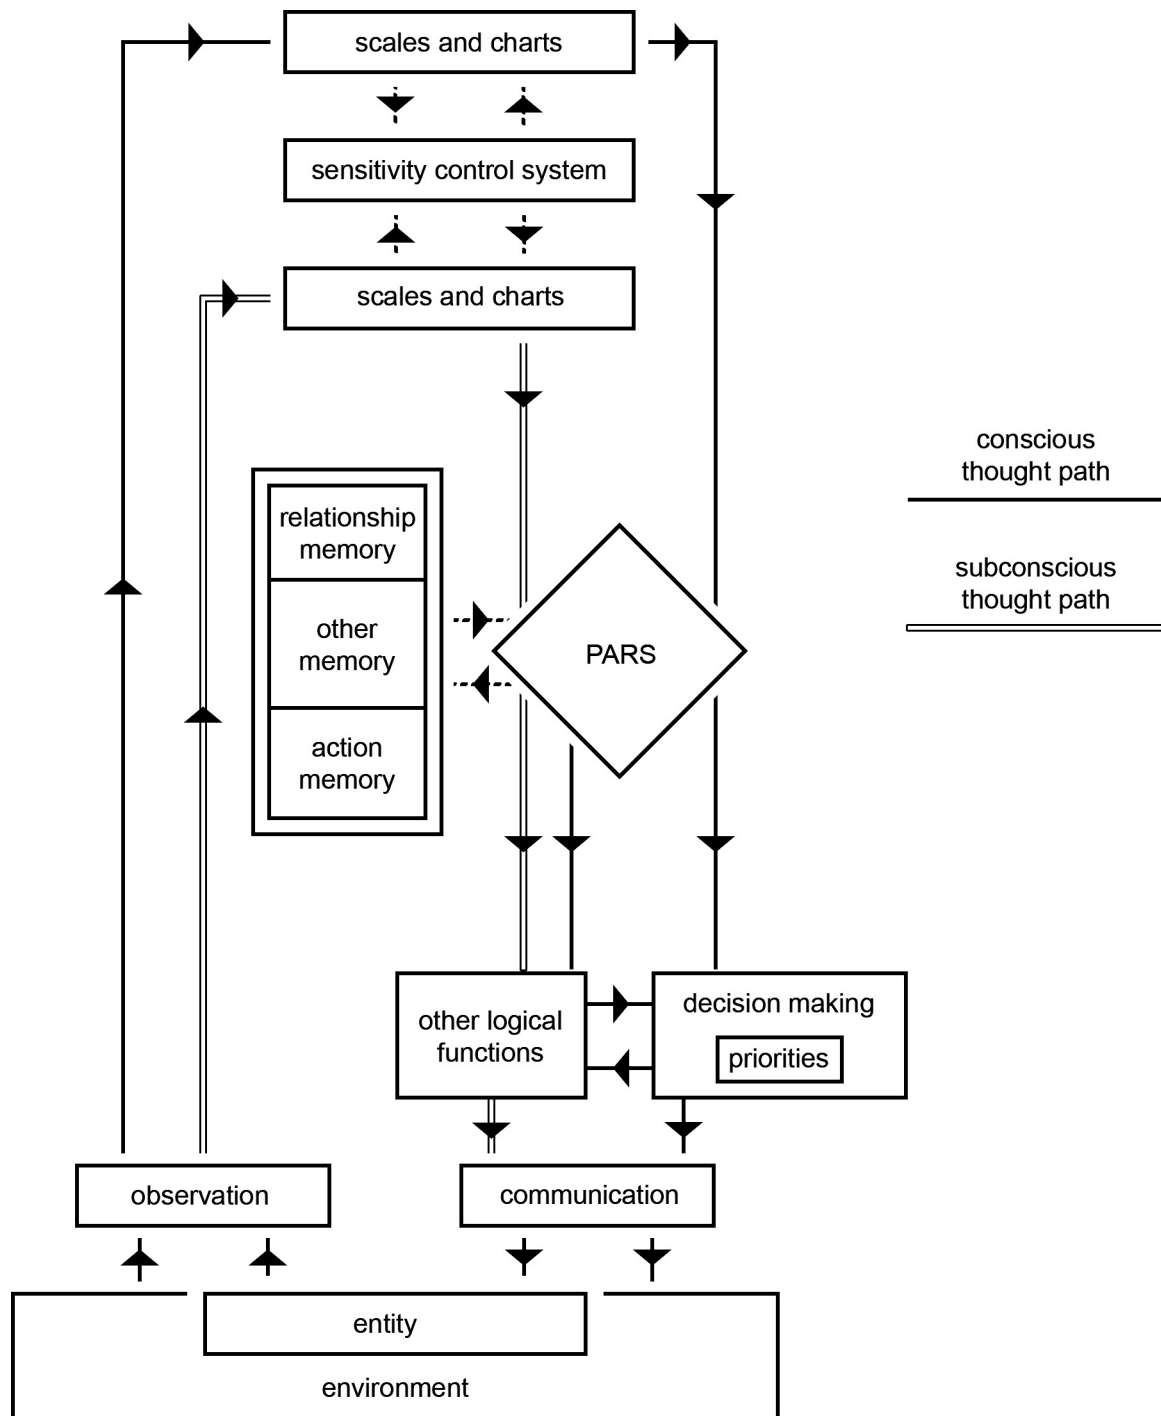 scales and charts
sensitivity control system
scales and charts
conscious
thought path
subconscious
thought path
relationship
memory
other
memory
action
memory
PARS
other logical
functions
decision making
priorities
observation
communication
entity
environment